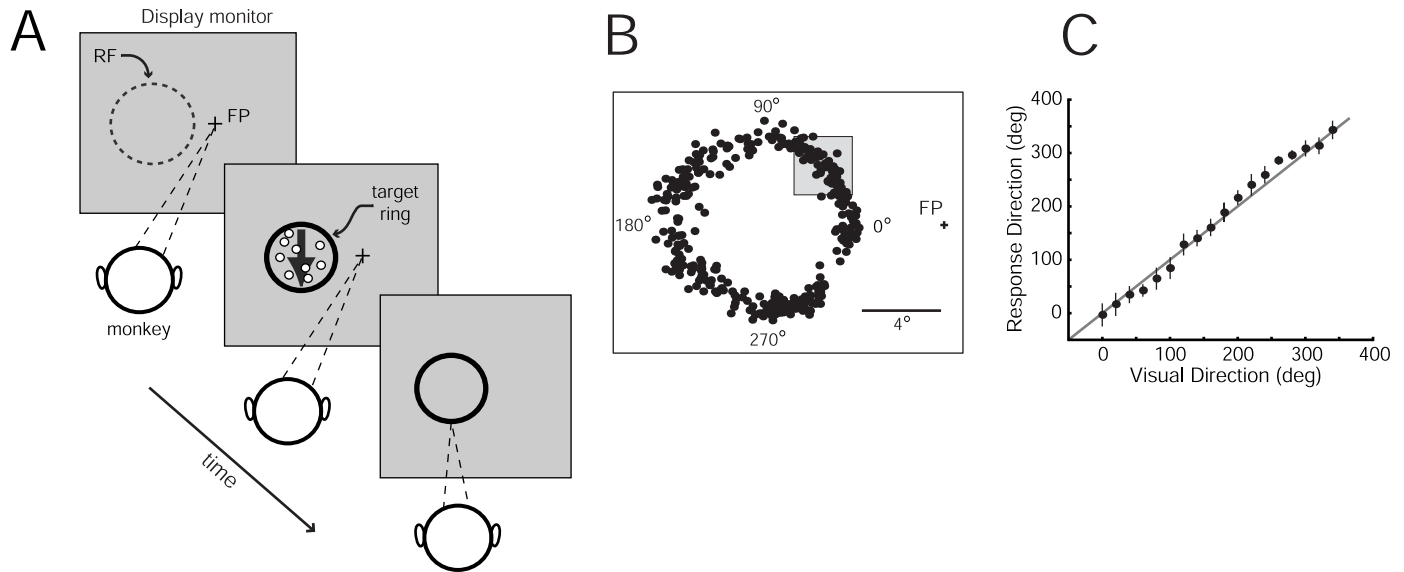 A
Display monitor
RF
FP
target
ring
monkey
time
B
90°
180°
0°
FP
4°
270°
C
Response Direction (deg)
400
300
200
100
0
0 100 200 300 400
Visual Direction (deg)